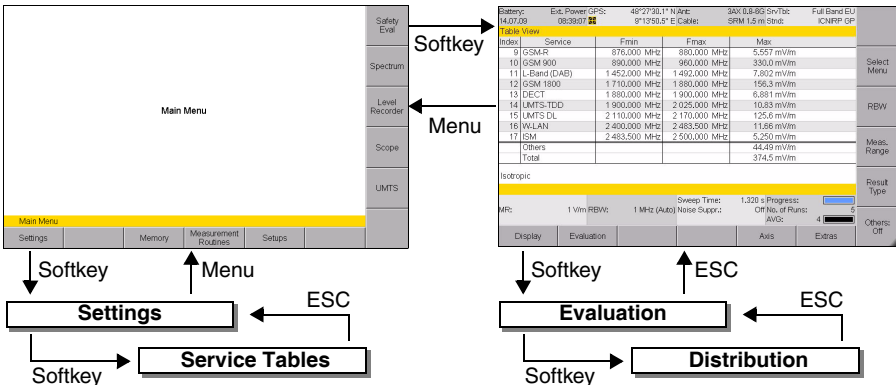 Main Menu
Safety
Eval
Spectrum
Level
Recorder
Scope
UMTS
Main Menu
Settings Memory Measurement Routines Setups
Softkey
Menu
Battery: Ext. Power GPS: 48°27'30.1" N Ant: 3AX 0.8-6G SrvTbl: Full Band EU
14.07.09 08:39:07 9°13'50.5" E Cable: SRM 1.5 m Stnd: ICNIRP GP
Table View
Index Service Fmin Fmax Max
9 GSM-R 876.000 MHz 880.000 MHz 5.557 mV/m
10 GSM 900 890.000 MHz 960.000 MHz 330.0 mV/m
11 L-Band (DAB) 1 452.000 MHz 1 492.000 MHz 7.802 mV/m
12 GSM 1800 1 710.000 MHz 1 880.000 MHz 156.3 mV/m
13 DECT 1 880.000 MHz 1 900.000 MHz 6.881 mV/m
14 UMTS-TDD 1 900.000 MHz 2 025.000 MHz 10.83 mV/m
15 UMTS DL 2 110.000 MHz 2 170.000 MHz 125.6 mV/m
16 W-LAN 2 400.000 MHz 2 483.500 MHz 11.66 mV/m
17 ISM 2 483.500 MHz 2 500.000 MHz 5.250 mV/m
Others 44.49 mV/m
Total 374.5 mV/m
Isotropic
Sweep Time: 1.320 s Progress:
MR: 1 V/m RBW: 1 MHz (Auto) Noise Suppr.: Off No. of Runs: 5
AVG: 4
Display Evaluation Axis Extras
Select
Menu
RBW
Meas.
Range
Result
Type
Others:
Off
Softkey Menu
Settings ESC
Softkey Service Tables
Softkey ESC
Evaluation ESC
Softkey Distribution